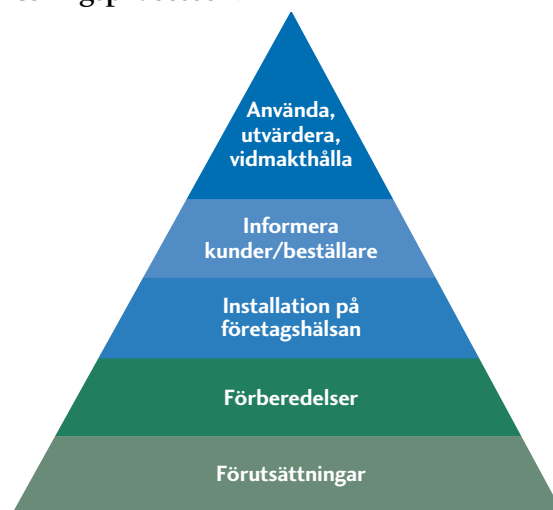 Använda,
utvärdera,
vidmakthålla
Informera
kunder/beställare
Installation på
företagshälsan
Förberedelser
Förutsättningar